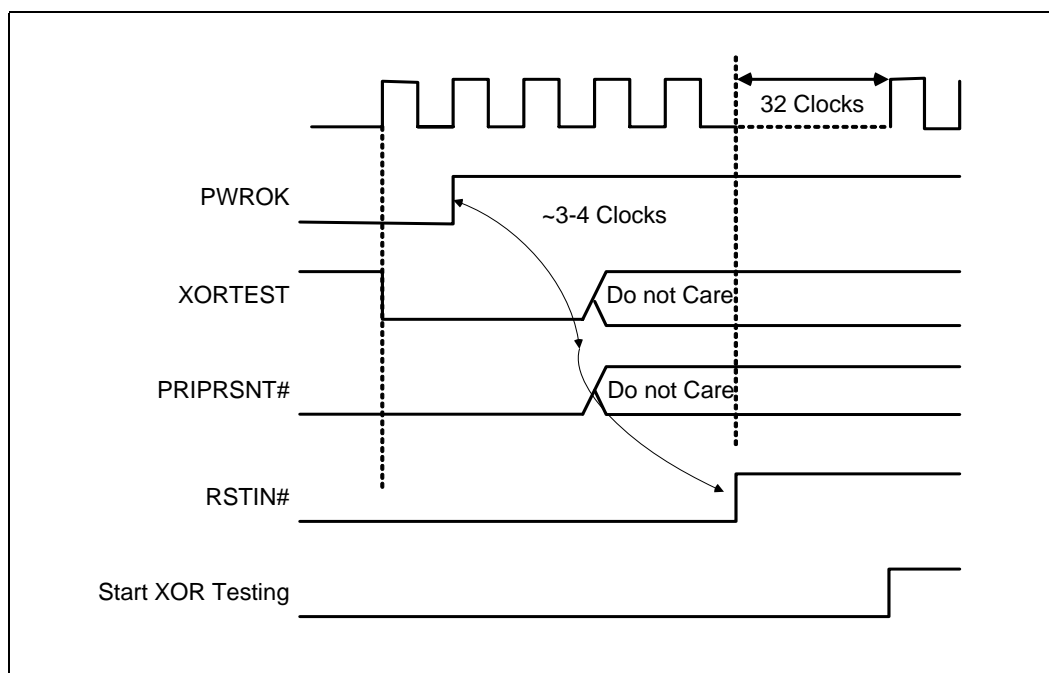 32 Clocks
PWROK
~3-4 Clocks
XORTEST
Do not Care
PRIPRSNT#
Do not Care
RSTIN#
Start XOR Testing